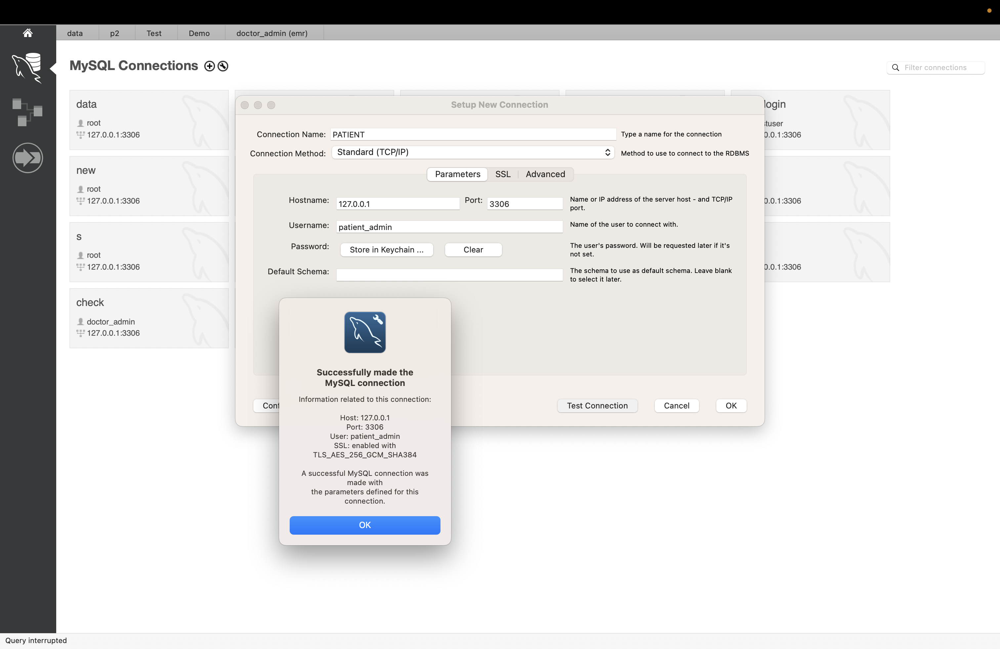 data
p2
Test
Demo
doctor_admin (emr)
MySQL Connections
Filter connections
data
root
127.0.0.1:3306
new
root
127.0.0.1:3306
s
root
127.0.0.1:3306
check
doctor_admin
127.0.0.1:3306
login
stuser
0.0.1:3306
0.0.1:3306
0.0.1:3306
Setup New Connection
Connection Name: PATIENT Type a name for the connection
Connection Method: Standard (TCP/IP) Method to use to connect to the RDBMS
Parameters SSL Advanced
Hostname: 127.0.0.1 Port: 3306 Name or IP address of the server host - and TCP/IP
port.
Username: patient_admin Name of the user to connect with.
Password: Store in Keychain ... Clear The user's password. Will be requested later if it's
not set.
Default Schema: The schema to use as default schema. Leave blank
to select it later.
Conf
Test Connection Cancel OK
Successfully made the
MySQL connection
Information related to this connection:
Host: 127.0.0.1
Port: 3306
User: patient_admin
SSL: enabled with
TLS_AES_256_GCM_SHA384
A successful MySQL connection was
made with
the parameters defined for this
connection.
OK
Query interrupted